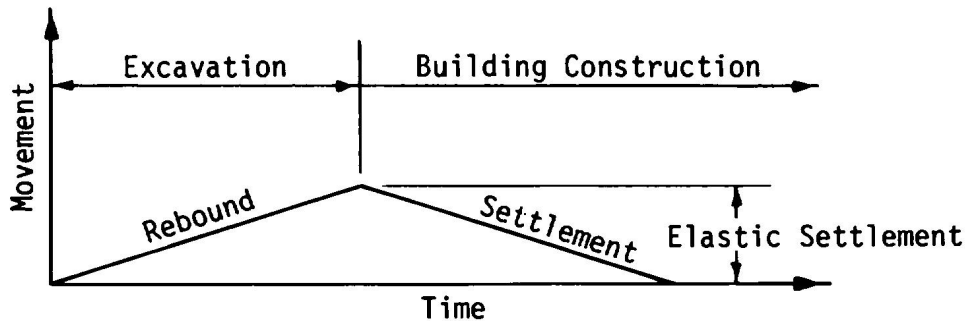 Excavation
Building Construction
Movement
Rebound
Settlement
Elastic Settlement
Time